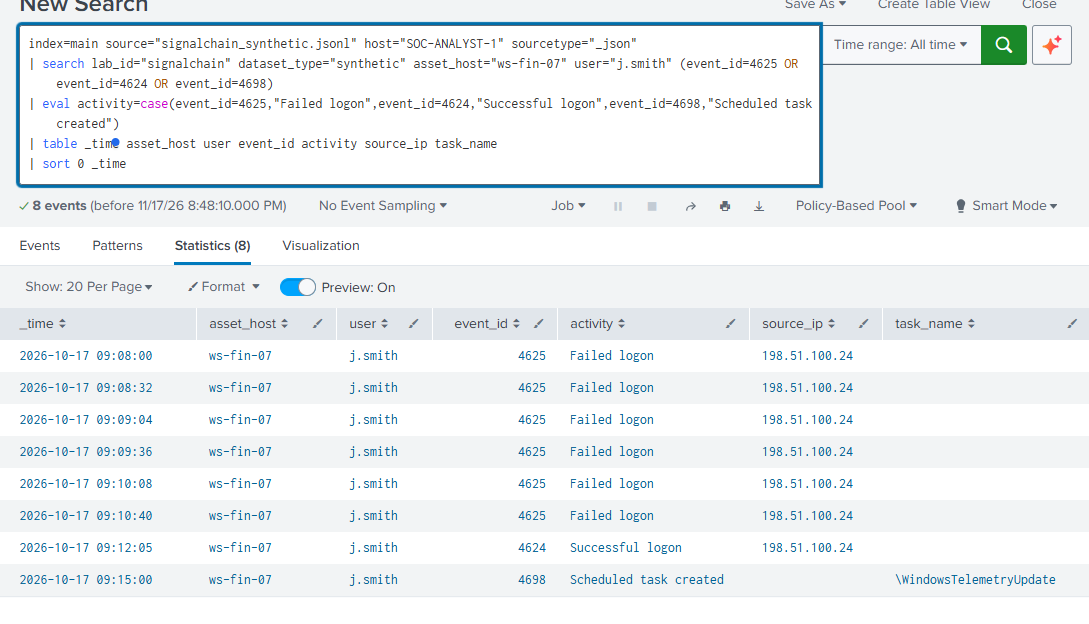 New Search
Save As Create Table View Close
index=main source="signalchain_synthetic.jsonl" host="SOC-ANALYST-1" sourcetype="_json"
| search lab_id="signalchain" dataset_type="synthetic" asset_host="ws-fin-07" user="j.smith" (event_id=4625 OR
event_id=4624 OR event_id=4698)
| eval activity=case(event_id=4625,"Failed logon",event_id=4624,"Successful logon",event_id=4698,"Scheduled task
created")
| table _time asset_host user event_id activity source_ip task_name
| sort 0 _time
Time range: All time
8 events (before 11/17/26 8:48:10.000 PM) No Event Sampling Job Policy-Based Pool Smart Mode
Events Patterns Statistics (8) Visualization
Show: 20 Per Page Format Preview: On
_time asset_host user event_id activity source_ip task_name
2026-10-17 09:08:00 ws-fin-07 j.smith 4625 Failed logon 198.51.100.24
2026-10-17 09:08:32 ws-fin-07 j.smith 4625 Failed logon 198.51.100.24
2026-10-17 09:09:04 ws-fin-07 j.smith 4625 Failed logon 198.51.100.24
2026-10-17 09:09:36 ws-fin-07 j.smith 4625 Failed logon 198.51.100.24
2026-10-17 09:10:08 ws-fin-07 j.smith 4625 Failed logon 198.51.100.24
2026-10-17 09:10:40 ws-fin-07 j.smith 4625 Failed logon 198.51.100.24
2026-10-17 09:12:05 ws-fin-07 j.smith 4624 Successful logon 198.51.100.24
2026-10-17 09:15:00 ws-fin-07 j.smith 4698 Scheduled task created \WindowsTelemetryUpdate